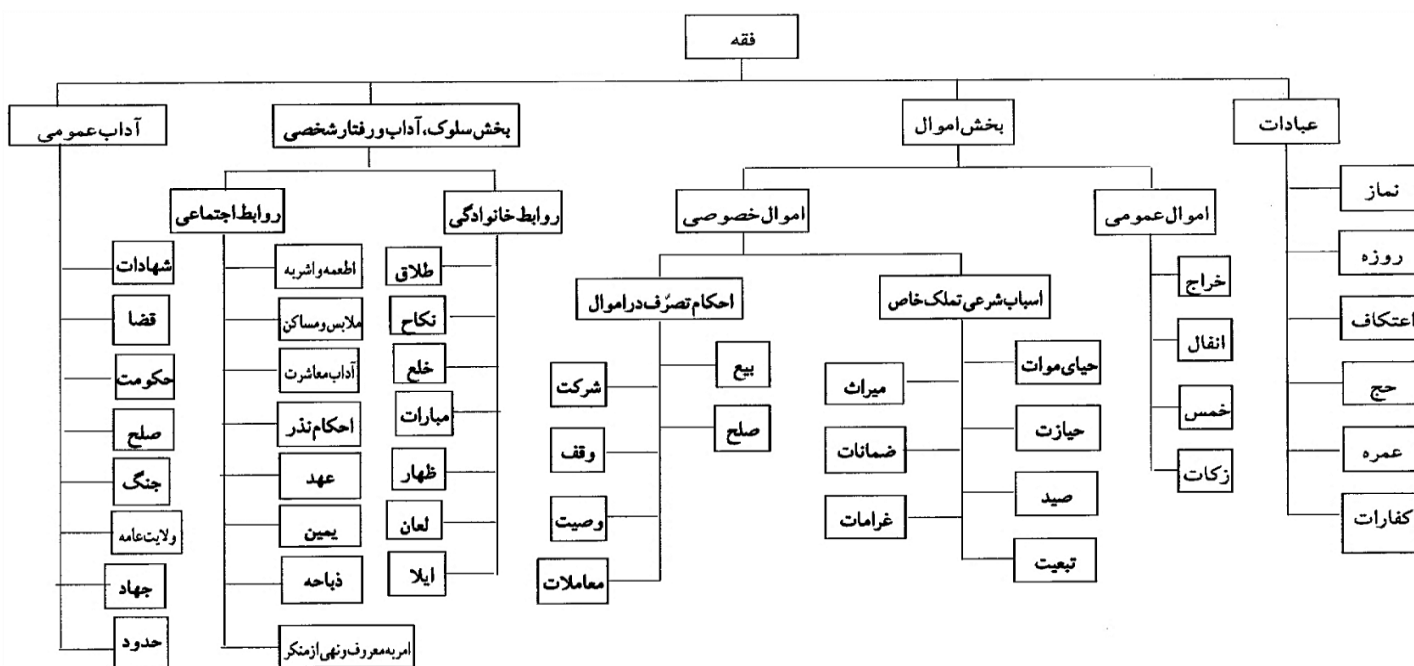 فقه
عبادات
بخش اموال
بخش سلوک، آداب و رفتار شخصی
آداب عمومی
نماز
روزه
اعتکاف
حج
عمره
کفارات
اموال عمومی
اموال خصوصی
خراج
انفال
خمس
زکات
اسباب شرعی تملک خاص
احکام تصرّف در اموال
حیای موات
حیازت
صید
تبعیت
میراث
ضمانات
غرامات
بیع
صلح
شرکت
وقف
وصیت
معاملات
روابط خانوادگی
روابط اجتماعی
طلاق
نکاح
خلع
مبارات
ظهار
لعان
ایلا
اطعمه و اشربه
ملابس و مساکن
آداب معاشرت
احکام نذر
عهد
یمین
ذباحه
امر به معروف و نهی از منکر
شهادات
قضا
حکومت
صلح
جنگ
ولایت عامه
جهاد
حدود